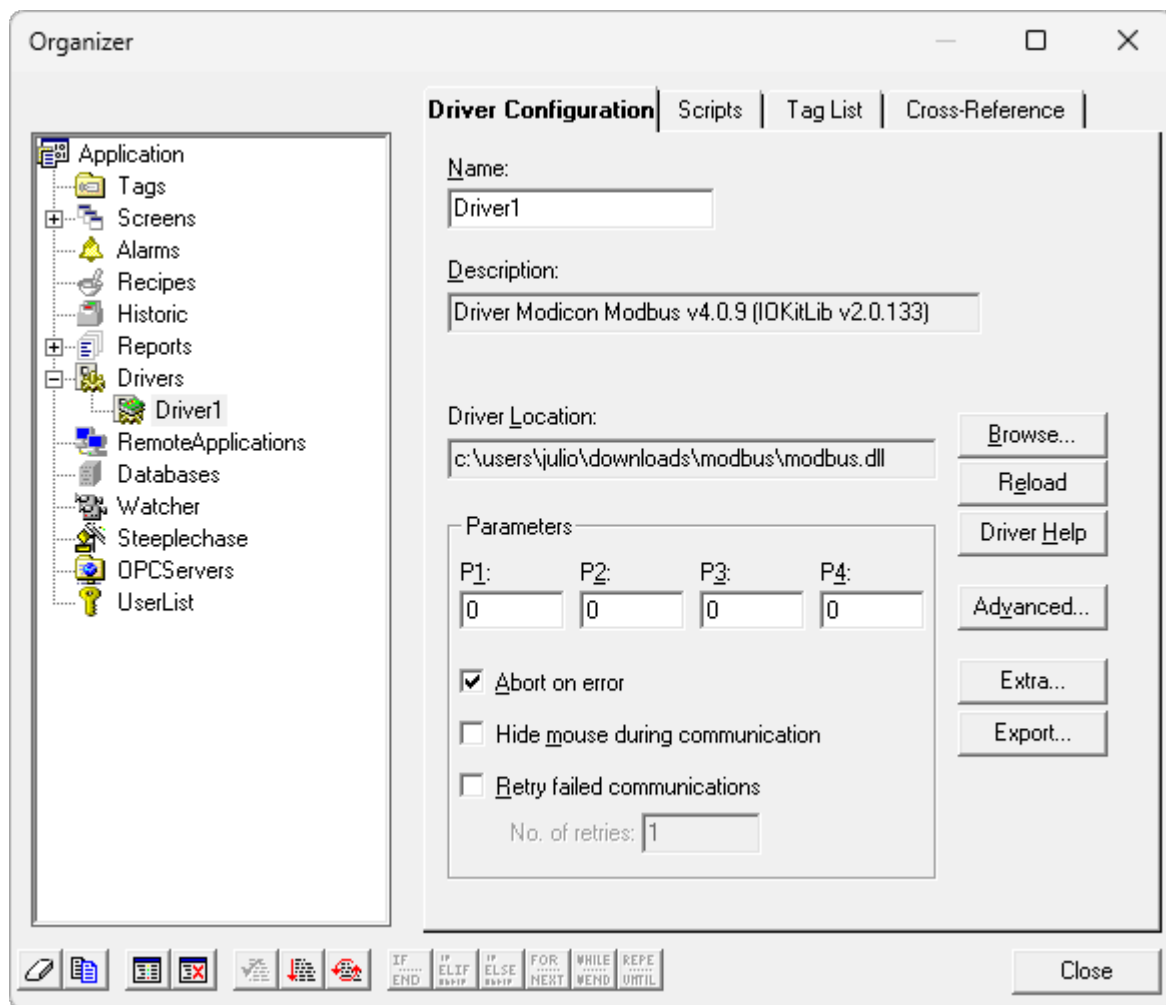 Organizer
Driver Configuration Scripts Tag List Cross-Reference
Application
Tags
Screens
Alarms
Recipes
Historic
Reports
Drivers
Driver1
RemoteApplications
Databases
Watcher
Steeplechase
OPCServers
UserList
Name:
Driver1
Description:
Driver Modicon Modbus v4.0.9 (IOKitLib v2.0.133)
Driver Location:
c:\users\julio\downloads\modbus\modbus.dll
Browse...
Reload
Driver Help
Advanced...
Extra...
Export...
Parameters
P1: P2: P3: P4:
0 0 0 0
Abort on error
Hide mouse during communication
Retry failed communications
No. of retries: 1
IF ELIF ELSE FOR WHILE REPE
END NEXT WEND UNTIL
Close